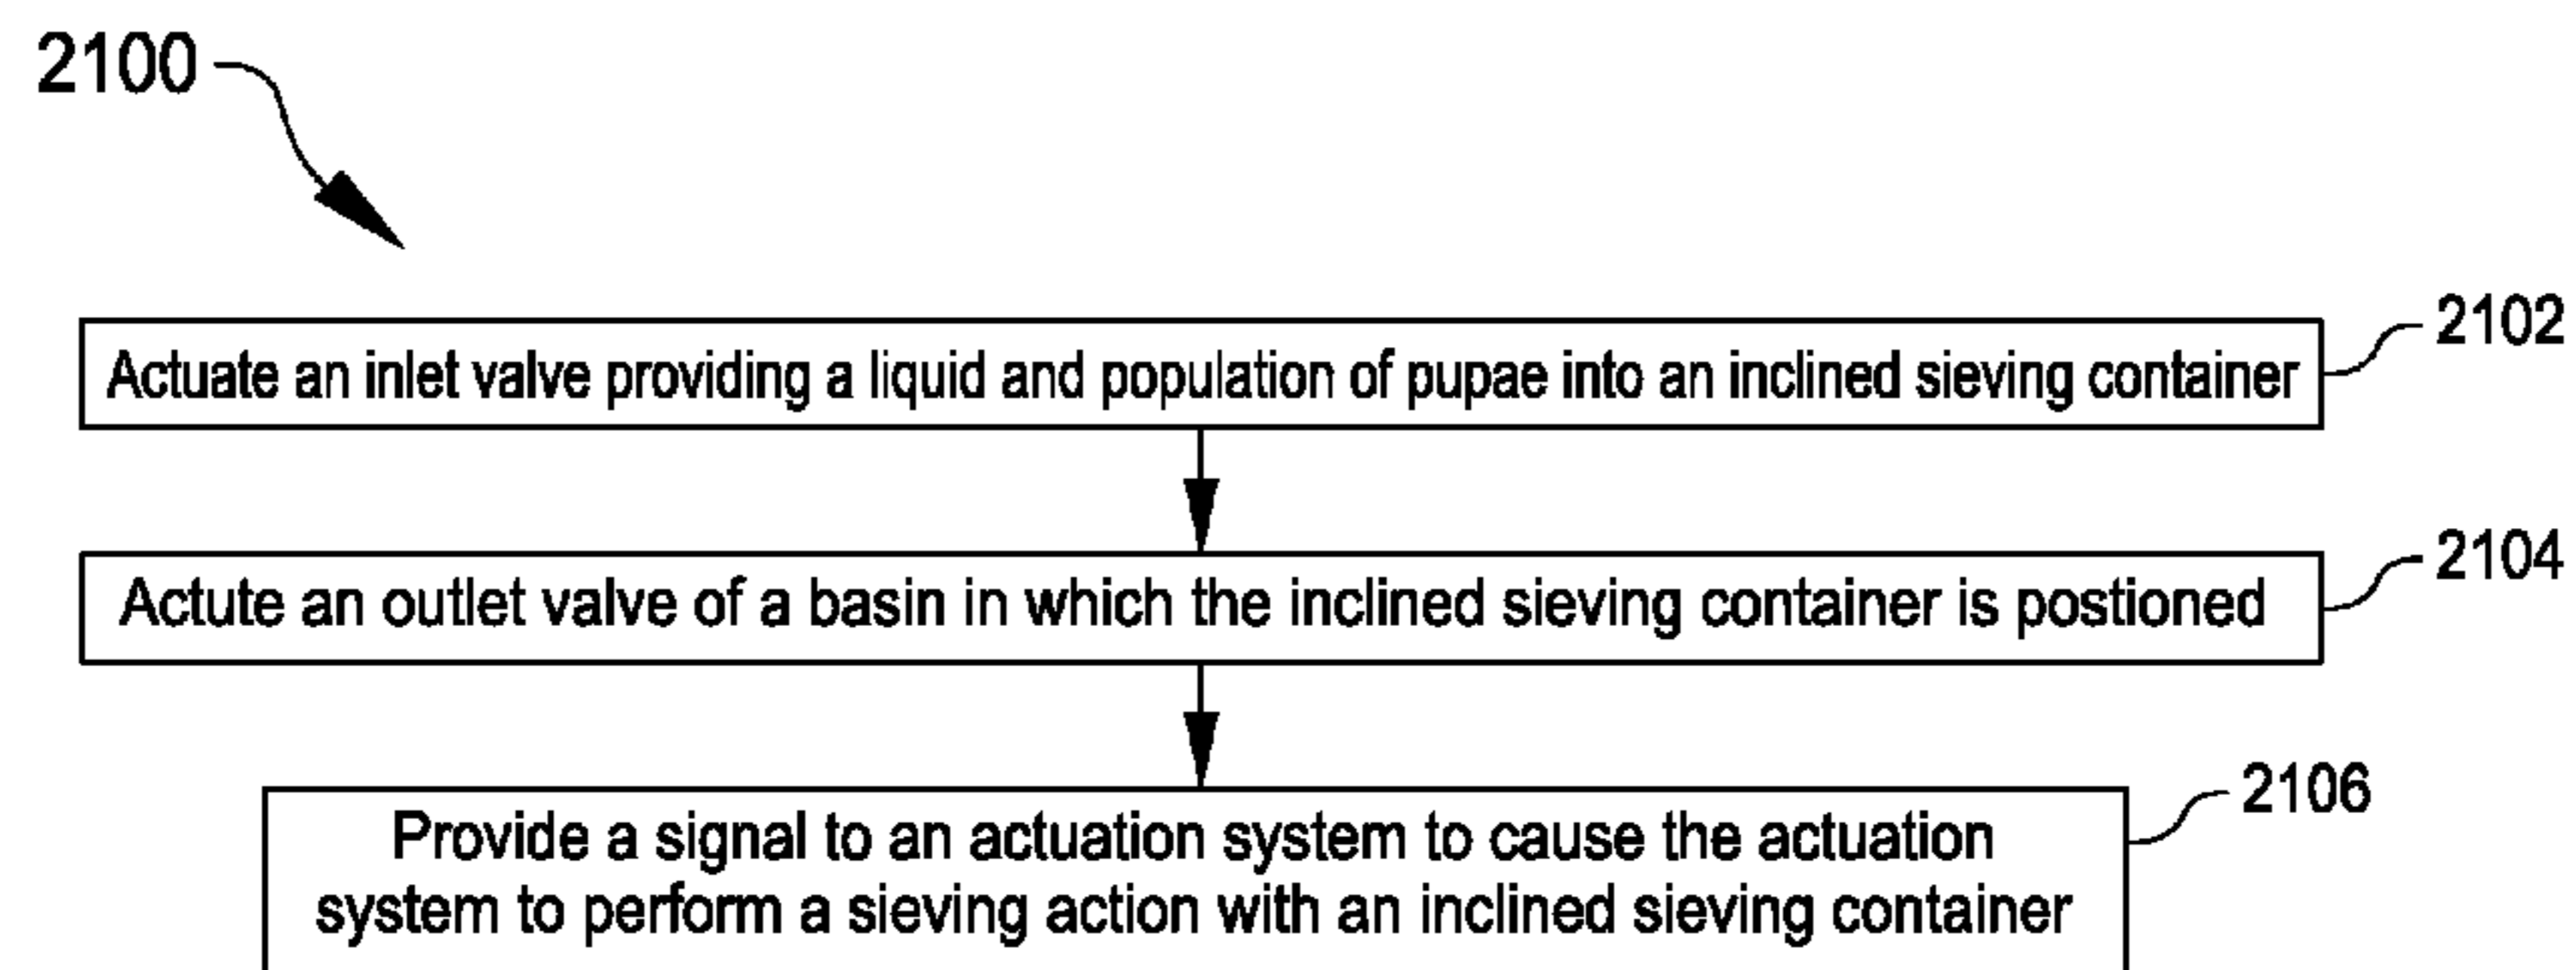 2100
Actuate an inlet valve providing a liquid and population of pupae into an inclined sieving container
2102
Actute an outlet valve of a basin in which the inclined sieving container is postioned
2104
Provide a signal to an actuation system to cause the actuation
system to perform a sieving action with an inclined sieving container
2106